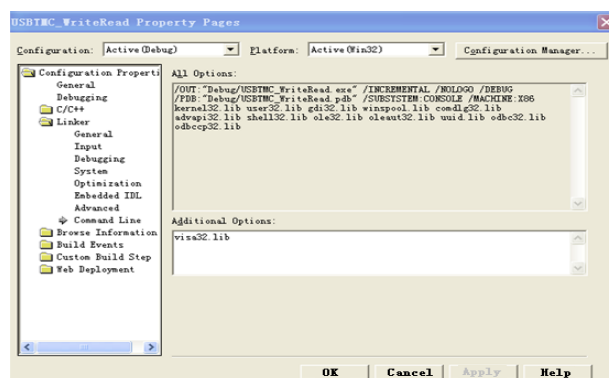 USBTMC_WriteRead Property Pages
Configuration: Active(Debug) Platform: Active(Win32) Configuration Manager...
Configuration Properti
General
Debugging
C/C++
Linker
General
Input
Debugging
System
Optimization
Embedded IDL
Advanced
Command Line
Browse Information
Build Events
Custom Build Step
Web Deployment
All Options:
/OUT:"Debug/USBTMC_WriteRead.exe" /INCREMENTAL /NOLOGO /DEBUG
/PDB:"Debug/USBTMC_WriteRead.pdb" /SUBSYSTEM:CONSOLE /MACHINE:X86
kernel32.lib user32.lib gdi32.lib winspool.lib comdlg32.lib
advapi32.lib shell32.lib ole32.lib oleaut32.lib uuid.lib odbc32.lib
odbccp32.lib
Additional Options:
visa32.lib
OK Cancel Apply Help